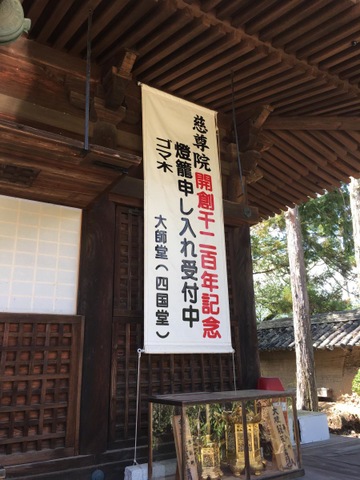 慈尊院開創千二百年記念
燈籠申し入れ受付中
ゴマ木
大師堂(四国堂)